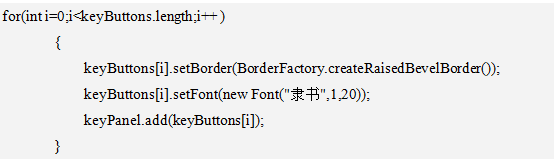 for(int i=0;i<keyButtons.length;i++ )
{
keyButtons[i].setBorder(BorderFactory.createRaisedBevelBorder());
keyButtons[i].setFont(new Font("隶书",1,20));
keyPanel.add(keyButtons[i]);
}